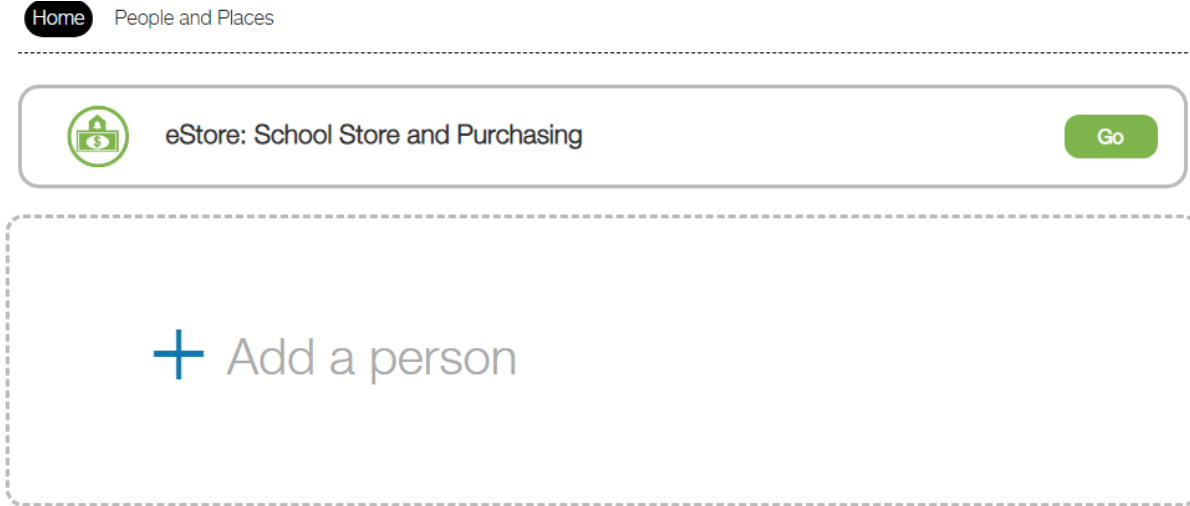 Home People and Places
eStore: School Store and Purchasing Go
$
+ Add a person